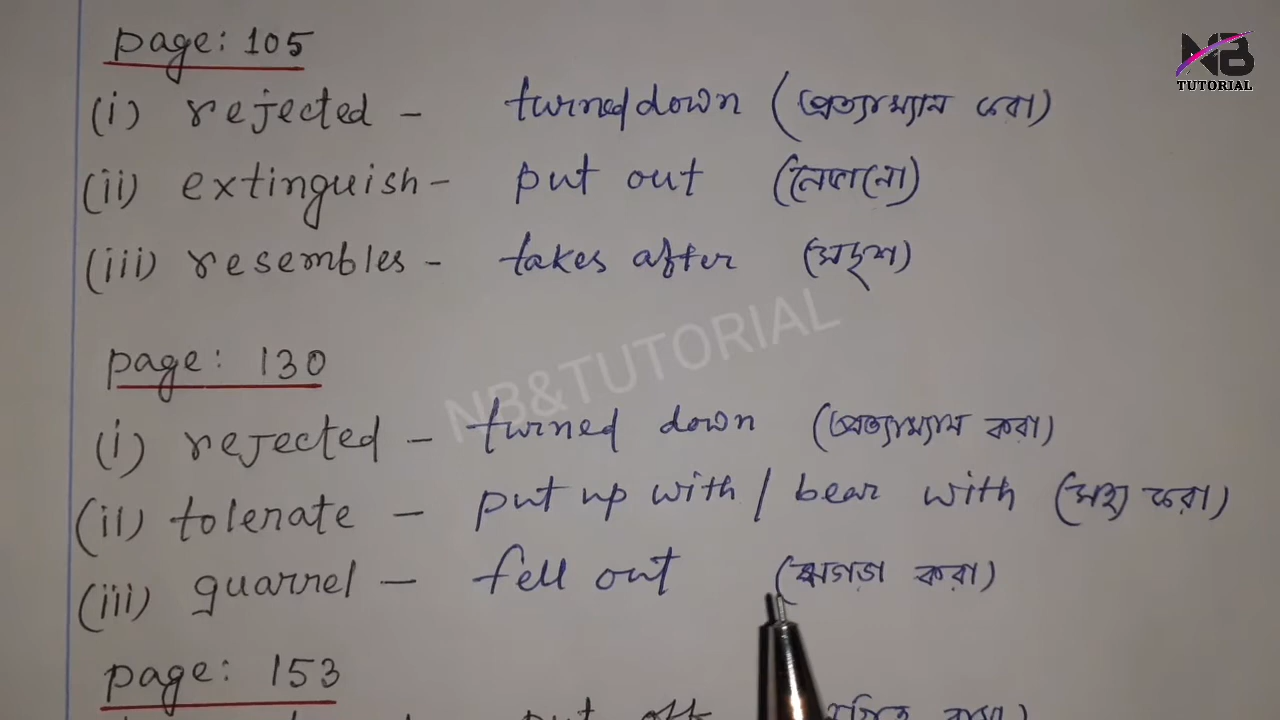 page: 105
NB
TUTORIAL
(i) rejected - turned down (প্রত্যাখ্যান করা)
(ii) extinguish - put out (নেভানো)
(iii) resembles - takes after (সদৃশ)
NB&TUTORIAL
page: 130
(i) rejected - turned down (প্রত্যাখ্যান করা)
(ii) tolerate - put up with / bear with (সহ্য করা)
(iii) quarrel - fell out (ঝগড়া করা)
page: 153
put off